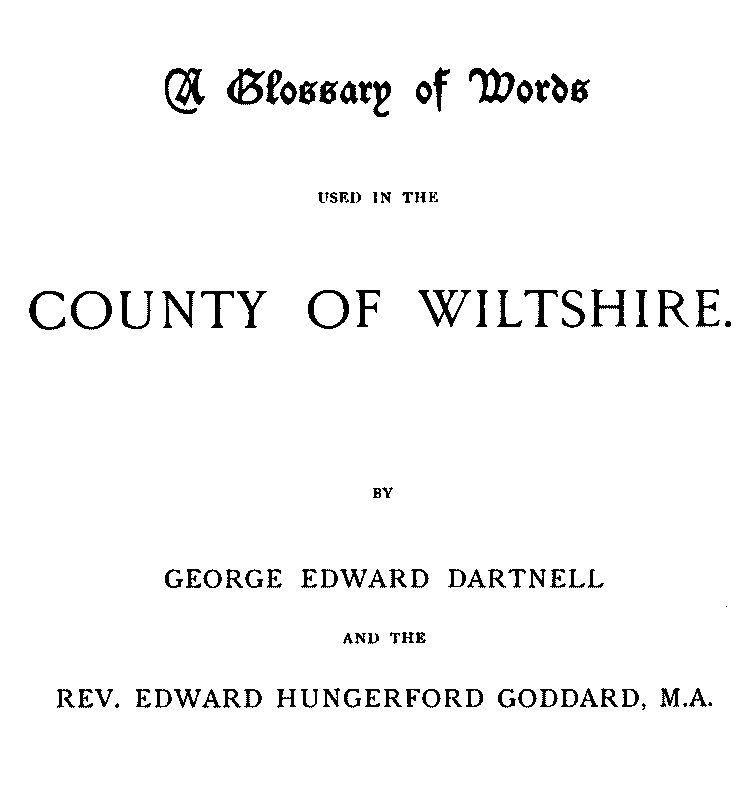 A Glossary of Words
USED IN THE
COUNTY OF WILTSHIRE.
BY
GEORGE EDWARD DARTNELL
AND THE
REV. EDWARD HUNGERFORD GODDARD, M.A.